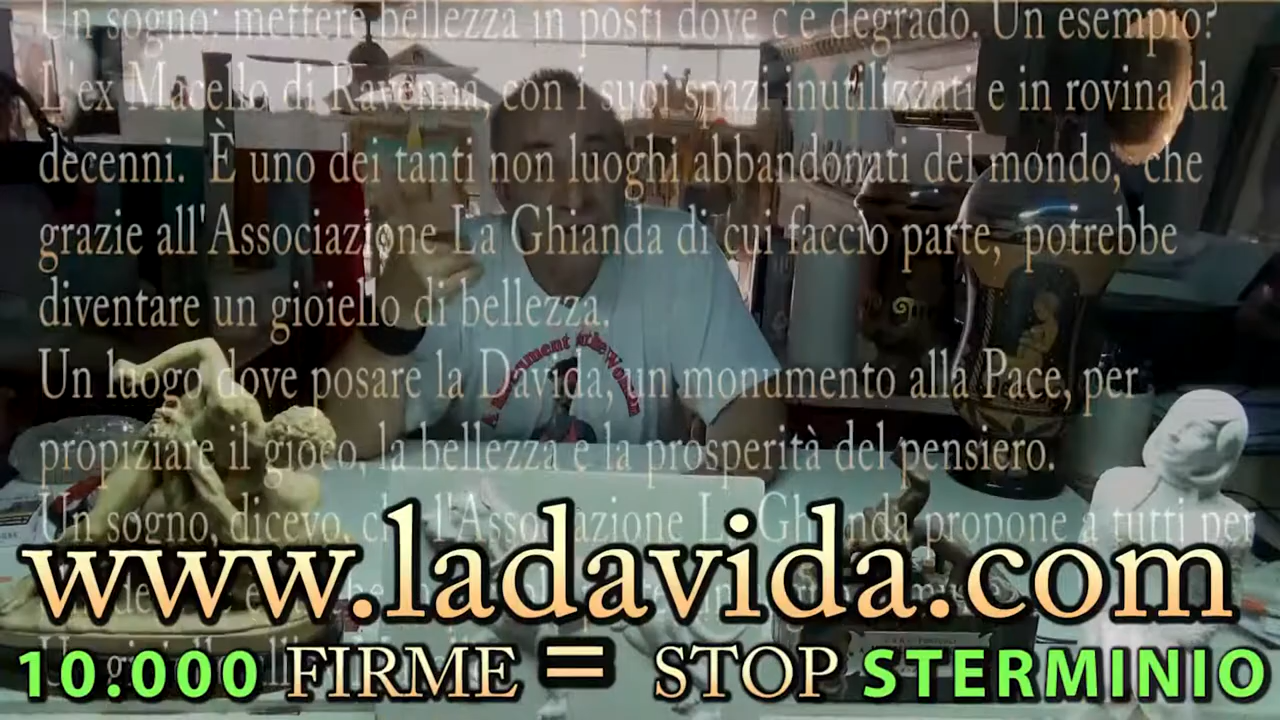 Un sogno: mettere bellezza in posti dove c'è degrado. Un esempio?
L'ex Macello di Ravenna, con i suoi spazi inutilizzati e in rovina da
decenni. È uno dei tanti non luoghi abbandonati del mondo, che
grazie all'Associazione La Ghianda di cui faccio parte, potrebbe
diventare un gioiello di bellezza.
Un luogo dove posare la Davida, un monumento alla Pace, per
propiziare il gioco, la bellezza e la prosperità del pensiero.
Un sogno, dicevo, che l'Associazione La Ghianda propone a tutti per
www.ladavida.com
10.000 FIRME = STOP STERMINIO